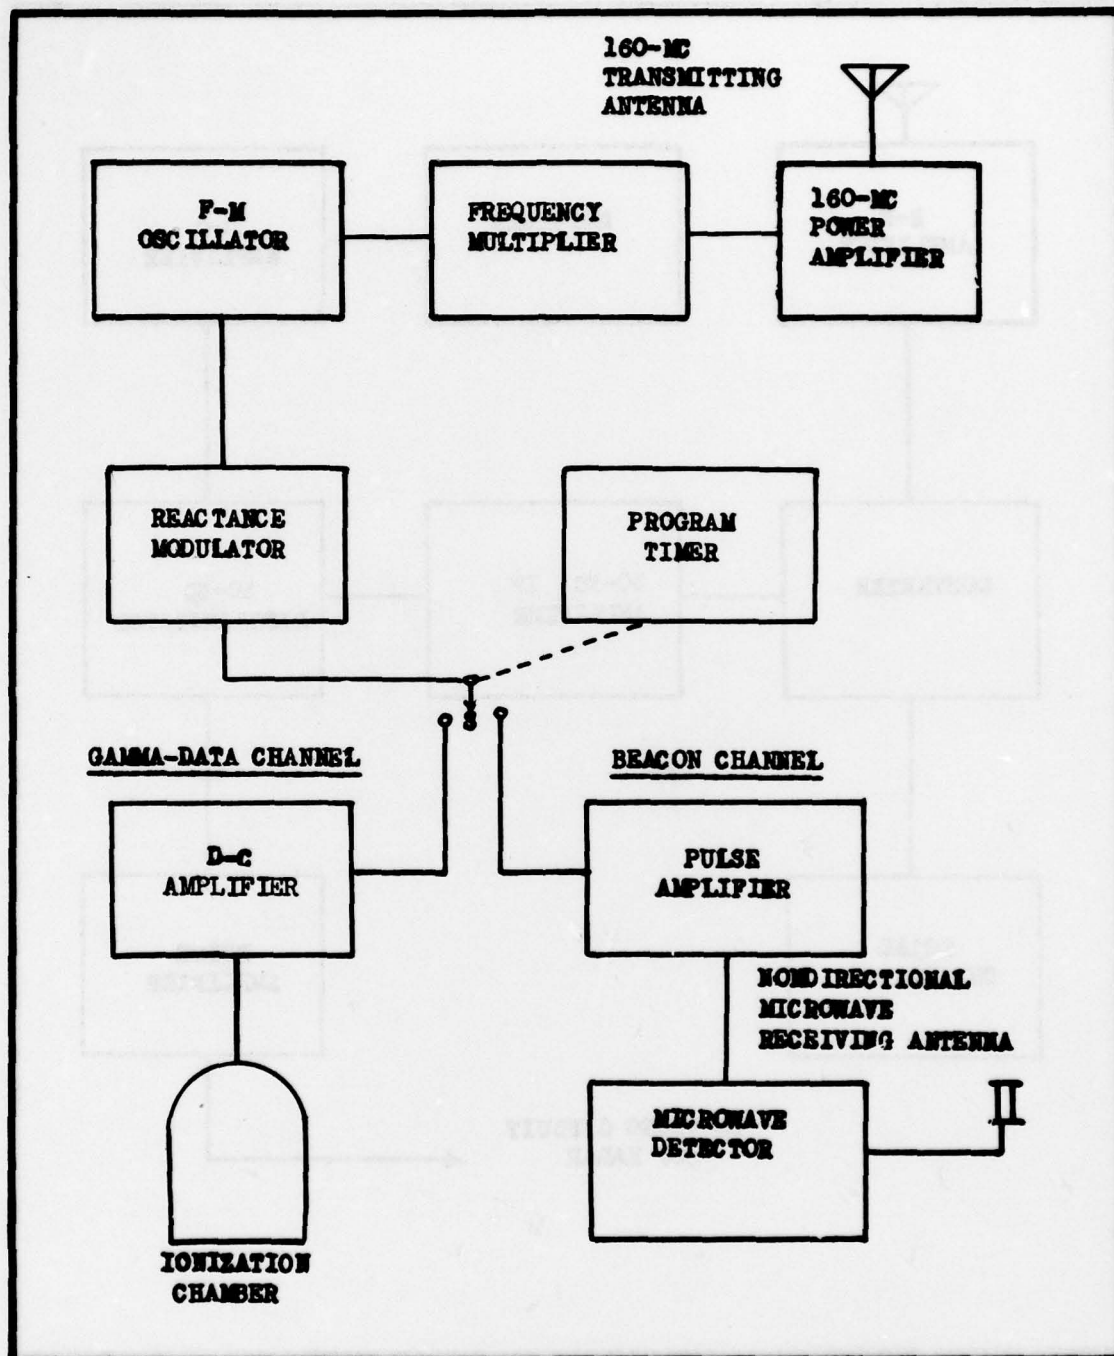 160-MC
TRANSMITTING
ANTENNA
F-M
OSCILLATOR
FREQUENCY
MULTIPLIER
160-MC
POWER
AMPLIFIER
REACTANCE
MODULATOR
PROGRAM
TIMER
GAMMA-DATA CHANNEL
BEACON CHANNEL
D-C
AMPLIFIER
PULSE
AMPLIFIER
NONDIRECTIONAL
MICROWAVE
RECEIVING ANTENNA
MICROWAVE
DETECTOR
IONIZATION
CHAMBER